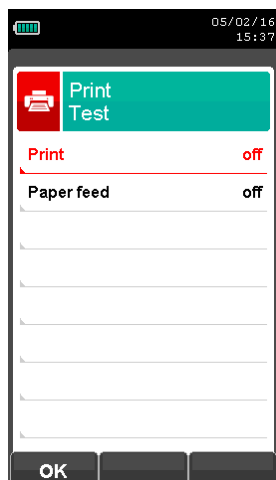 05/02/16
15:37
Print
Test
Print off
Paper feed off
OK